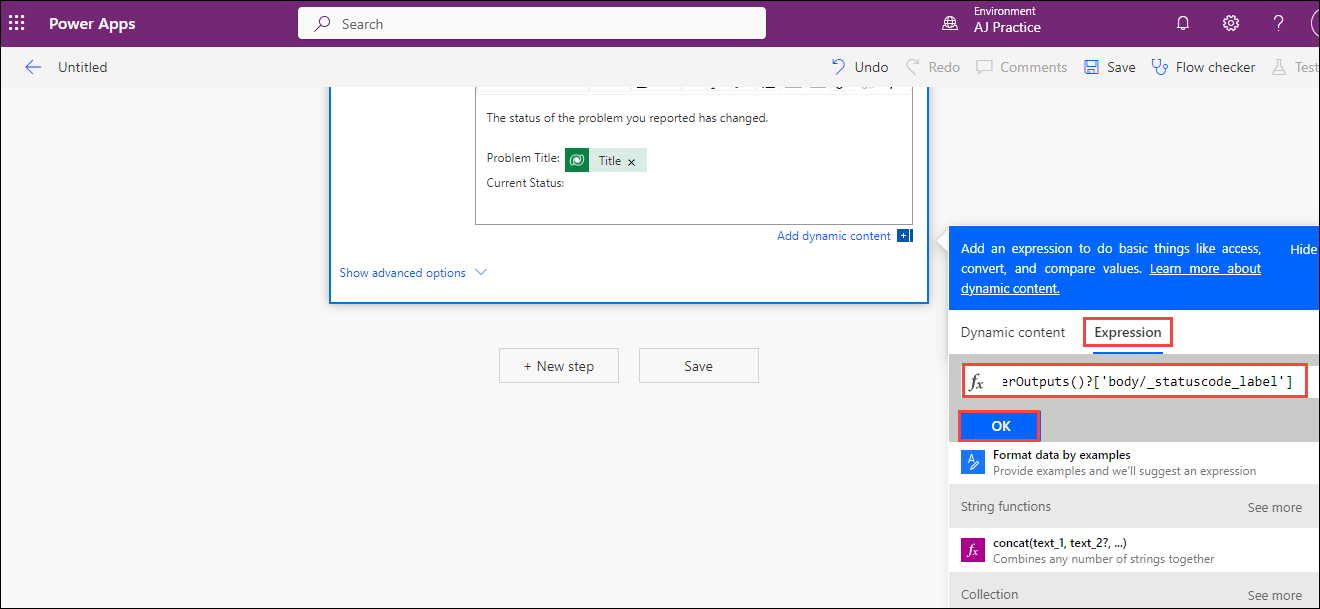 Power Apps
Search
Environment
AJ Practice
?
Untitled
Undo
Redo
Comments
Save
Flow checker
Test
The status of the problem you reported has changed.
Problem Title: Title x
Current Status:
Add dynamic content +
Show advanced options
+ New step
Save
Add an expression to do basic things like access,
convert, and compare values. Learn more about
dynamic content.
Hide
Dynamic content
Expression
fx erOutputs()?['body/_statuscode_label']
OK
Format data by examples
Provide examples and we'll suggest an expression
String functions
See more
fx
concat(text_1, text_2?, ...)
Combines any number of strings together
Collection
See more